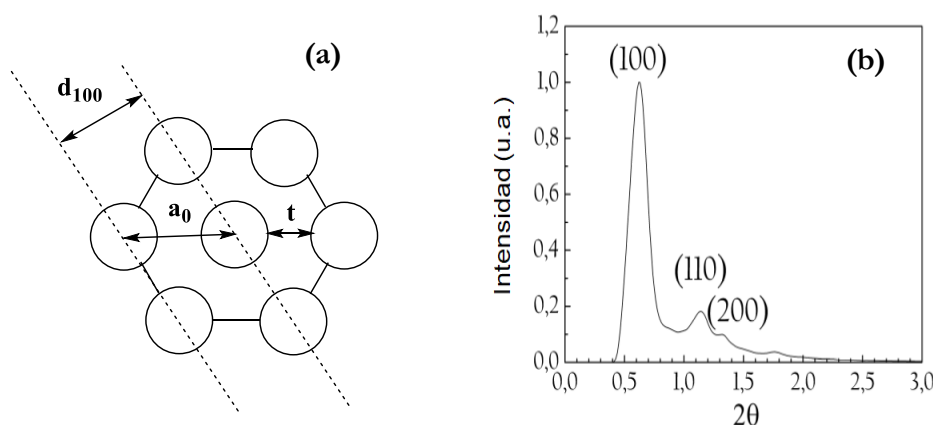 (a)
d100
a0
t
(b)
Intensidad (u.a.)
1,2
1,0
0,8
0,6
0,4
0,2
0,0
(100)
(110)
(200)
0,0 0,5 1,0 1,5 2,0 2,5 3,0
2θ